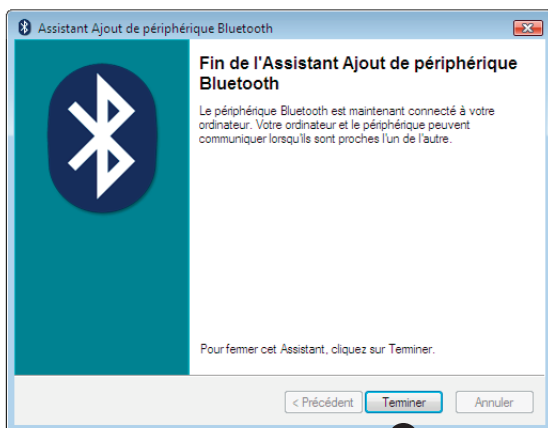 Assistant Ajout de périphérique Bluetooth
Fin de l'Assistant Ajout de périphérique
Bluetooth
Le périphérique Bluetooth est maintenant connecté à votre
ordinateur. Votre ordinateur et le périphérique peuvent
communiquer lorsqu'ils sont proches l'un de l'autre.
Pour fermer cet Assistant, cliquez sur Terminer.
< Précédent Terminer Annuler